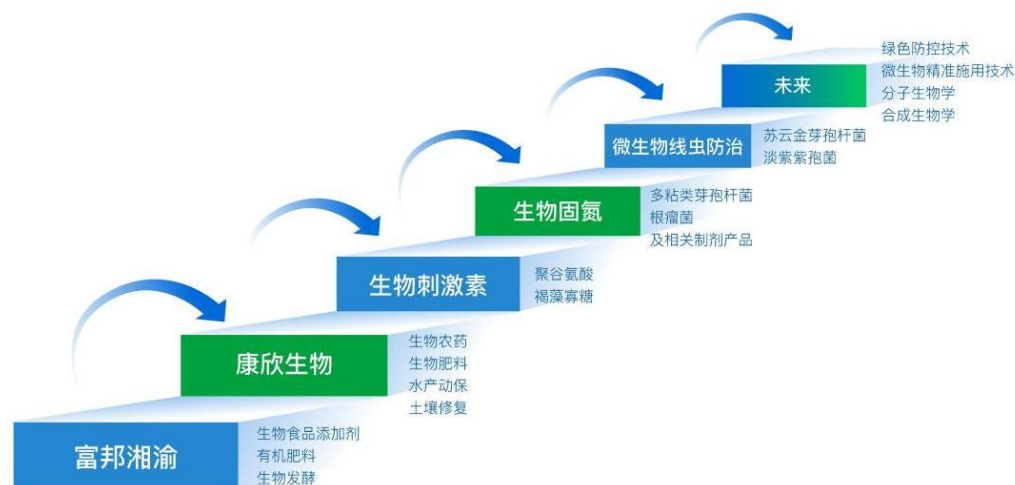 未来
绿色防控技术
微生物精准施用技术
分子生物学
合成生物学
微生物线虫防治
苏云金芽孢杆菌
淡紫紫孢菌
生物固氮
多粘类芽孢杆菌
根瘤菌
及相关制剂产品
生物刺激素
聚谷氨酸
褐藻寡糖
康欣生物
生物农药
生物肥料
水产动保
土壤修复
富邦湘渝
生物食品添加剂
有机肥料
生物发酵